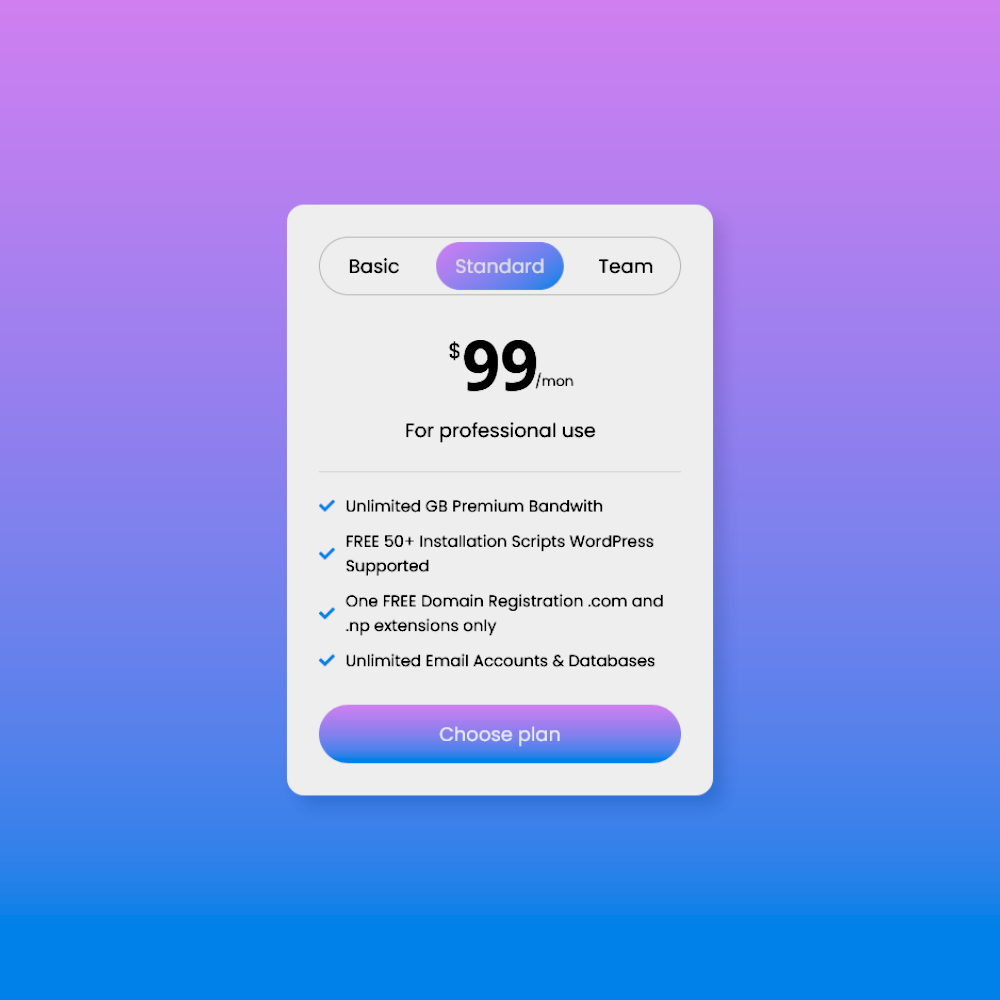 Basic Standard Team
$99/mon
For professional use
Unlimited GB Premium Bandwith
FREE 50+ Installation Scripts WordPress
Supported
One FREE Domain Registration .com and
.np extensions only
Unlimited Email Accounts & Databases
Choose plan